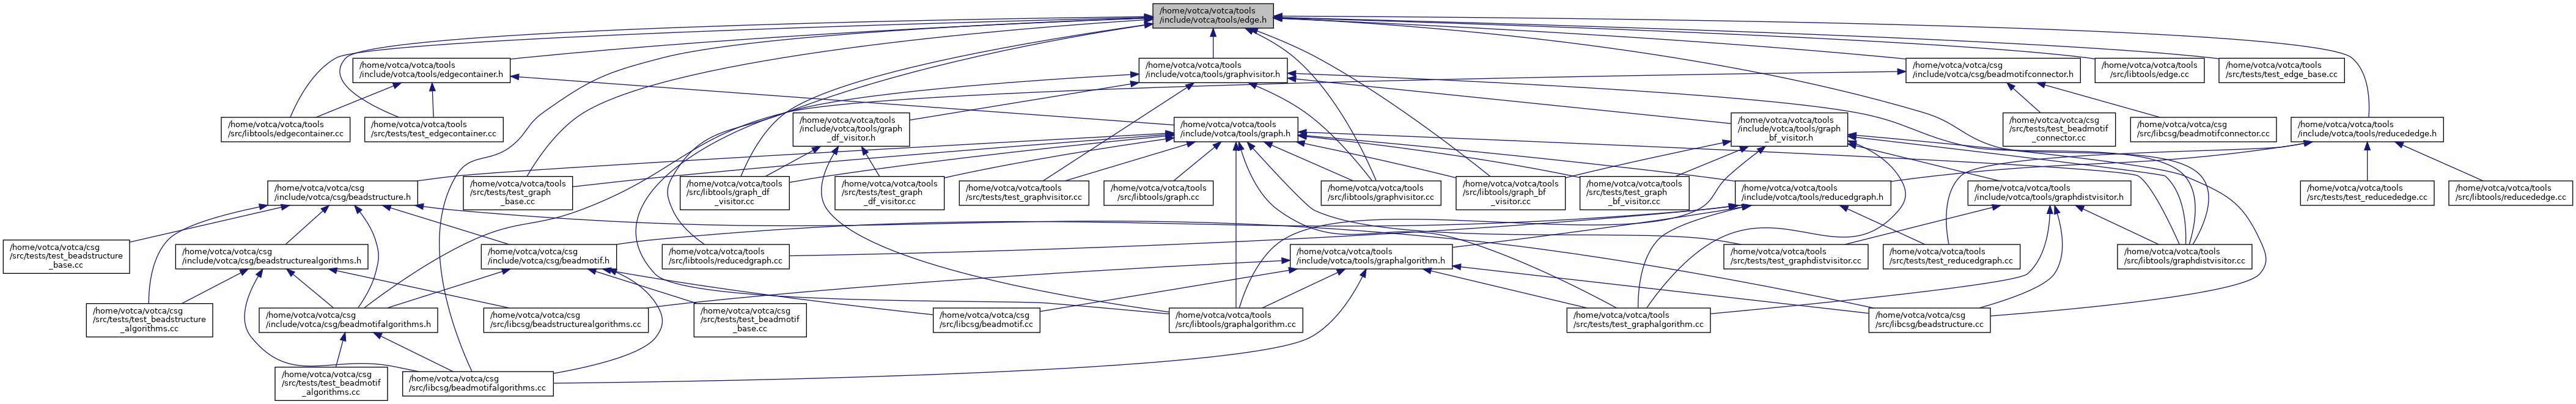 /home/votca/votca/tools
/include/votca/tools/edge.h
/home/votca/votca/tools
/include/votca/tools/edgecontainer.h
/home/votca/votca/tools
/include/votca/tools/graphvisitor.h
/home/votca/votca/csg
/include/votca/csg/beadmotifconnector.h
/home/votca/votca/tools
/src/libtools/edge.cc
/home/votca/votca/tools
/src/tests/test_edge_base.cc
/home/votca/votca/tools
/src/libtools/edgecontainer.cc
/home/votca/votca/tools
/src/tests/test_edgecontainer.cc
/home/votca/votca/tools
/include/votca/tools/graph
_df_visitor.h
/home/votca/votca/tools
/include/votca/tools/graph.h
/home/votca/votca/tools
/include/votca/tools/graph
_bf_visitor.h
/home/votca/votca/csg
/src/tests/test_beadmotif
_connector.cc
/home/votca/votca/csg
/src/libcsg/beadmotifconnector.cc
/home/votca/votca/tools
/include/votca/tools/reducededge.h
/home/votca/votca/csg
/include/votca/csg/beadstructure.h
/home/votca/votca/tools
/src/tests/test_graph
_base.cc
/home/votca/votca/tools
/src/libtools/graph_df
_visitor.cc
/home/votca/votca/tools
/src/tests/test_graph
_df_visitor.cc
/home/votca/votca/tools
/src/tests/test_graphvisitor.cc
/home/votca/votca/tools
/src/libtools/graph.cc
/home/votca/votca/tools
/src/libtools/graphvisitor.cc
/home/votca/votca/tools
/src/libtools/graph_bf
_visitor.cc
/home/votca/votca/tools
/src/tests/test_graph
_bf_visitor.cc
/home/votca/votca/tools
/include/votca/tools/reducedgraph.h
/home/votca/votca/tools
/include/votca/tools/graphdistvisitor.h
/home/votca/votca/tools
/src/tests/test_reducededge.cc
/home/votca/votca/tools
/src/libtools/reducededge.cc
/home/votca/votca/csg
/src/tests/test_beadstructure
_base.cc
/home/votca/votca/csg
/include/votca/csg/beadstructurealgorithms.h
/home/votca/votca/csg
/include/votca/csg/beadmotif.h
/home/votca/votca/tools
/src/libtools/reducedgraph.cc
/home/votca/votca/tools
/include/votca/tools/graphalgorithm.h
/home/votca/votca/tools
/src/tests/test_graphdistvisitor.cc
/home/votca/votca/tools
/src/tests/test_reducedgraph.cc
/home/votca/votca/tools
/src/libtools/graphdistvisitor.cc
/home/votca/votca/csg
/src/tests/test_beadstructure
_algorithms.cc
/home/votca/votca/csg
/include/votca/csg/beadmotifalgorithms.h
/home/votca/votca/csg
/src/libcsg/beadstructurealgorithms.cc
/home/votca/votca/csg
/src/tests/test_beadmotif
_base.cc
/home/votca/votca/csg
/src/libcsg/beadmotif.cc
/home/votca/votca/tools
/src/libtools/graphalgorithm.cc
/home/votca/votca/tools
/src/tests/test_graphalgorithm.cc
/home/votca/votca/csg
/src/libcsg/beadstructure.cc
/home/votca/votca/csg
/src/tests/test_beadmotif
_algorithms.cc
/home/votca/votca/csg
/src/libcsg/beadmotifalgorithms.cc